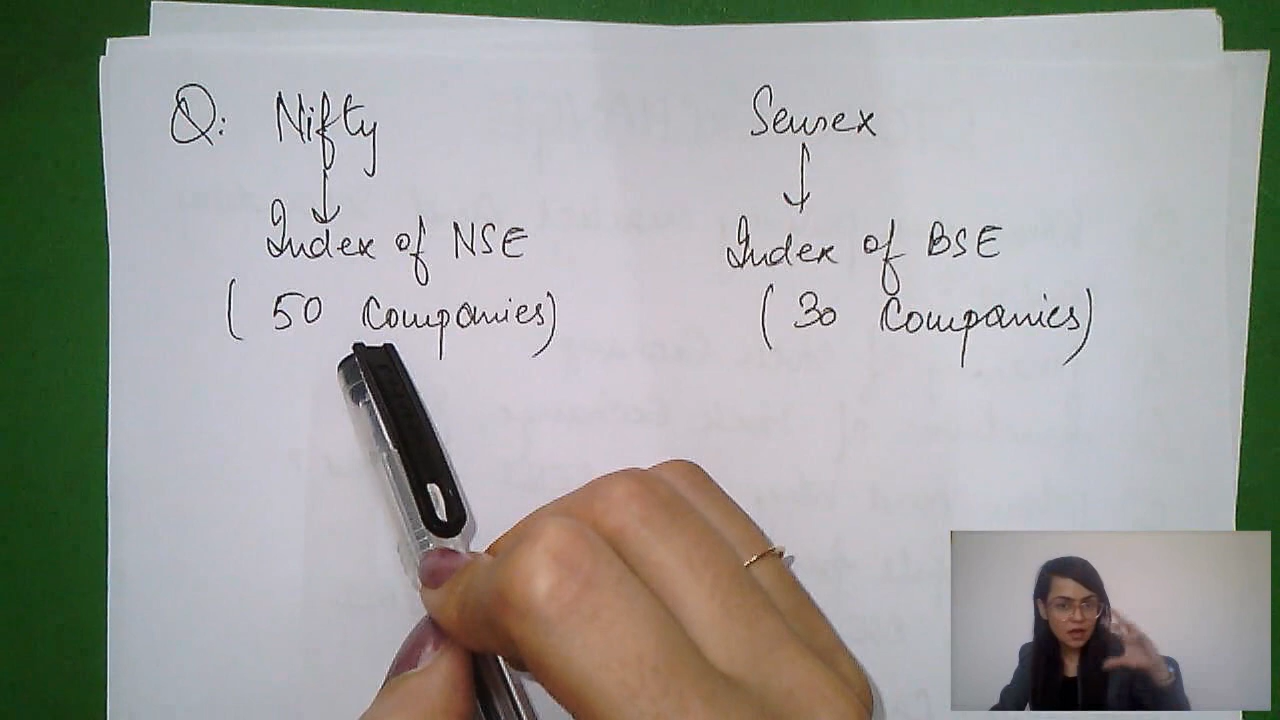 Q: Nifty
Index of NSE
(50 Companies)
Sensex
Index of BSE
(30 Companies)